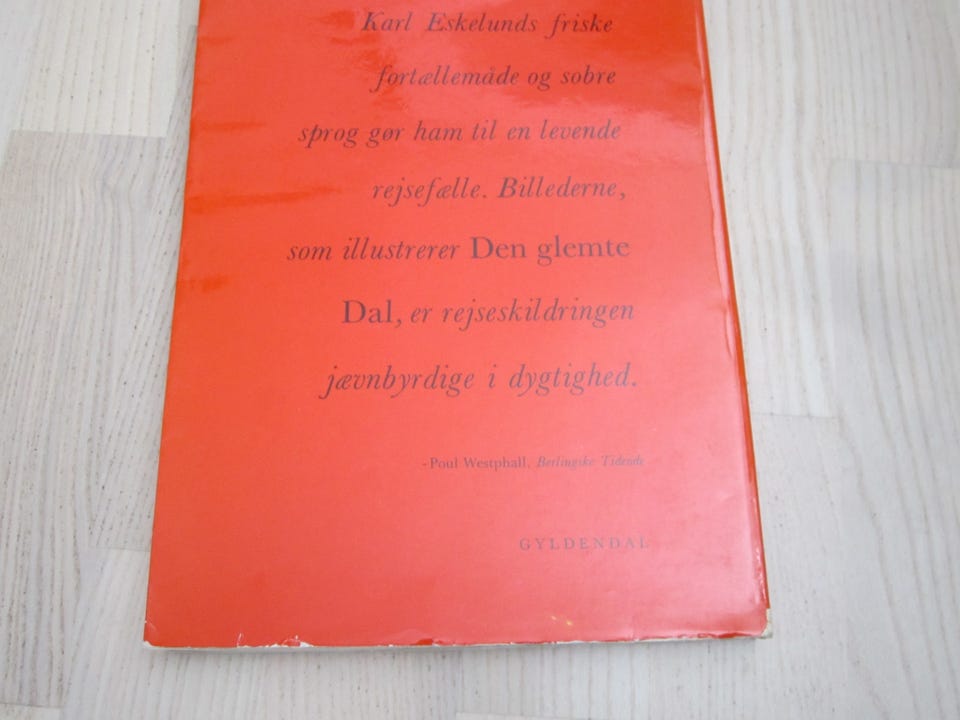 Karl Eskelunds friske
fortællemåde og sobre
sprog gør ham til en levende
rejsefælle. Billederne,
som illustrerer Den glemte
Dal, er rejseskildringen
jævnbyrdige i dygtighed.
-Poul Westphall, Berlingske Tidende
GYLDENDAL